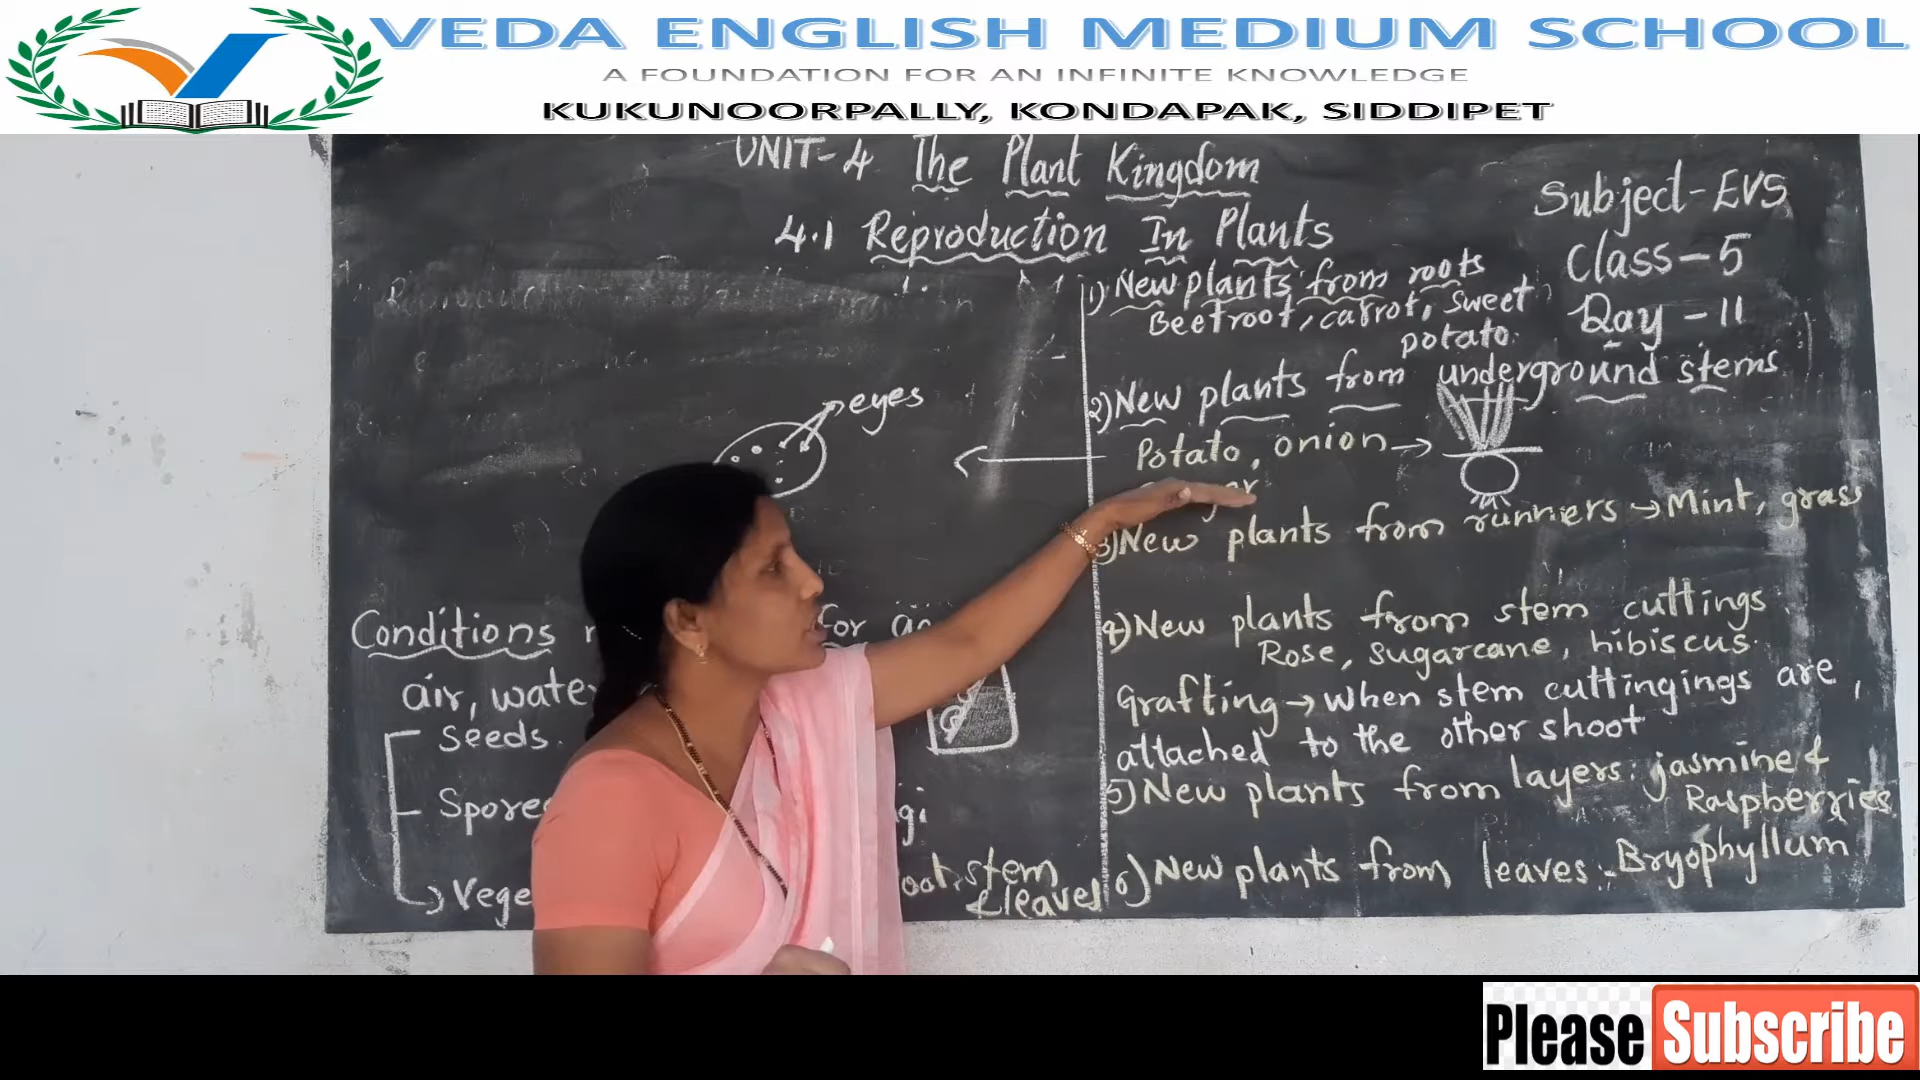 VEDA ENGLISH MEDIUM SCHOOL
A FOUNDATION FOR AN INFINITE KNOWLEDGE
KUKUNOORPALLY, KONDAPAK, SIDDIPET
UNIT-4 The Plant Kingdom
4.1 Reproduction In Plants
Subject-EVS
Class-5
Day-11
eyes
Conditions
for
air,
Seeds.
stem
& leaves
1) New plants from roots
Beetroot, carrot, Sweet
potato.
2) New plants from underground stems
Potato, onion →
3) New plants from runners → Mint, grass
4) New plants from stem cuttings.
Rose, sugarcane, hibiscus.
Grafting → when stem cuttingings are
attached to the other shoot
5) New plants from layers: jasmine &
Raspberries.
6) New plants from leaves:- Bryophyllum
Please Subscribe